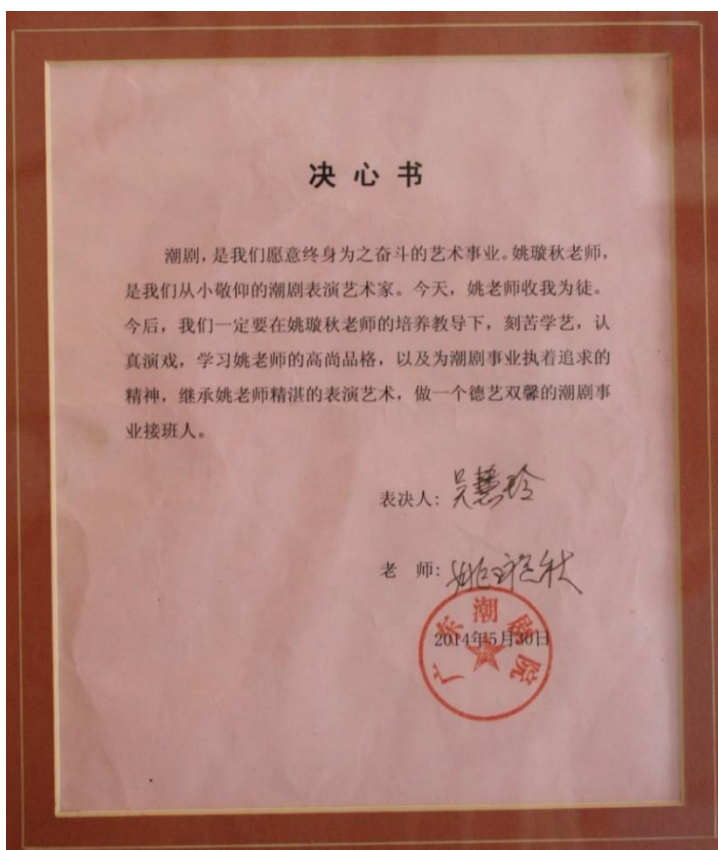 决心书
潮剧，是我们愿意终身为之奋斗的艺术事业。姚璇秋老师，
是我们从小敬仰的潮剧表演艺术家。今天，姚老师收我为徒。
今后，我们一定要在姚璇秋老师的培养教导下，刻苦学艺，认
真演戏，学习姚老师的高尚品格，以及为潮剧事业执着追求的
精神，继承姚老师精湛的表演艺术，做一个德艺双馨的潮剧事
业接班人。
表决人：吴慧玲
老 师：姚璇秋
广东潮剧院
2014年5月30日